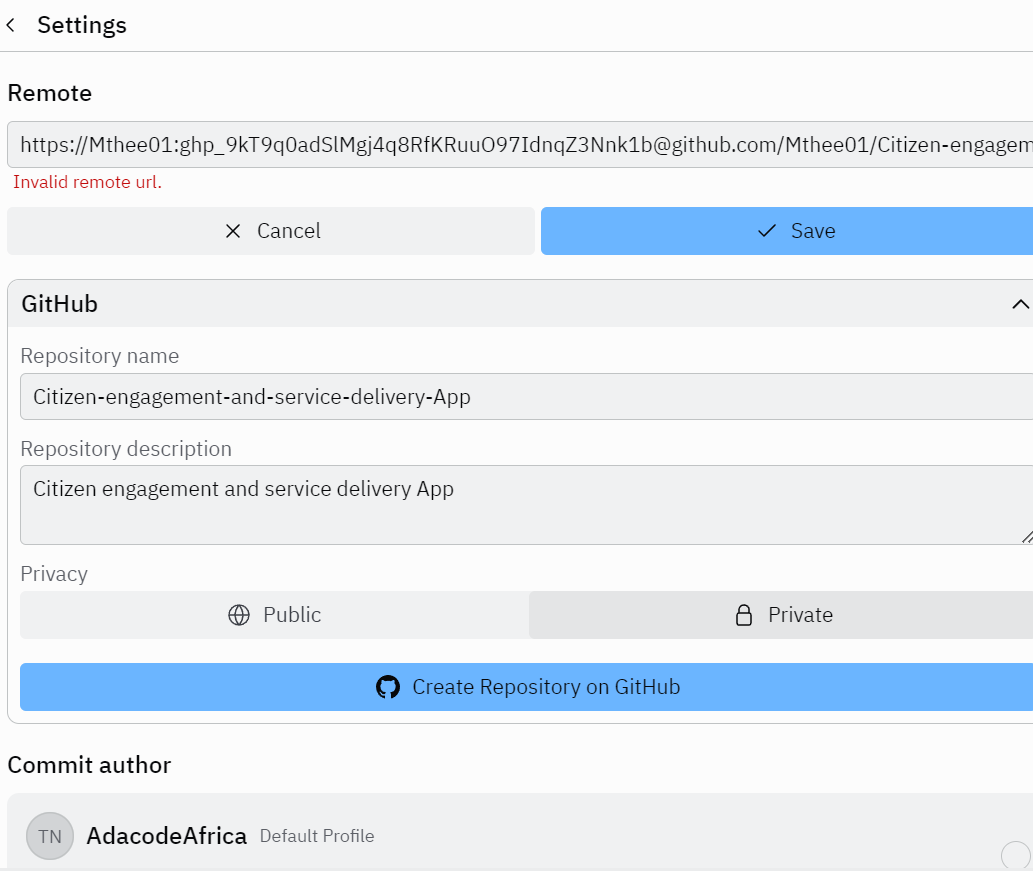 Settings
Remote
https://Mthee01: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@github.com/Mthee01/Citizen-engagem
Invalid remote url.
Cancel
Save
GitHub
Repository name
Citizen-engagement-and-service-delivery-App
Repository description
Citizen engagement and service delivery App
Privacy
Public
Private
Create Repository on GitHub
Commit author
TN
AdacodeAfrica
Default Profile